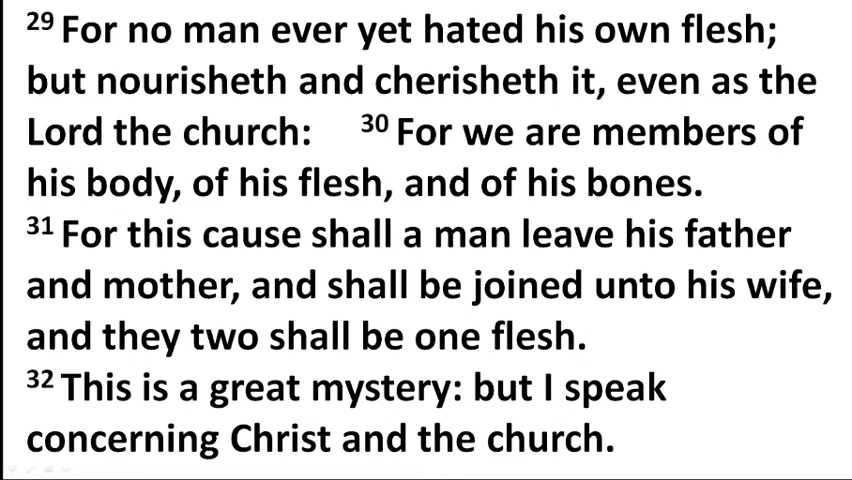 29 For no man ever yet hated his own flesh;
but nourisheth and cherisheth it, even as the
Lord the church: 30 For we are members of
his body, of his flesh, and of his bones.
31 For this cause shall a man leave his father
and mother, and shall be joined unto his wife,
and they two shall be one flesh.
32 This is a great mystery: but I speak
concerning Christ and the church.